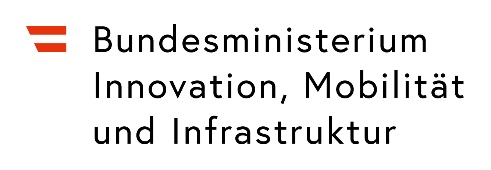 Bundesministerium
Innovation, Mobilität
und Infrastruktur